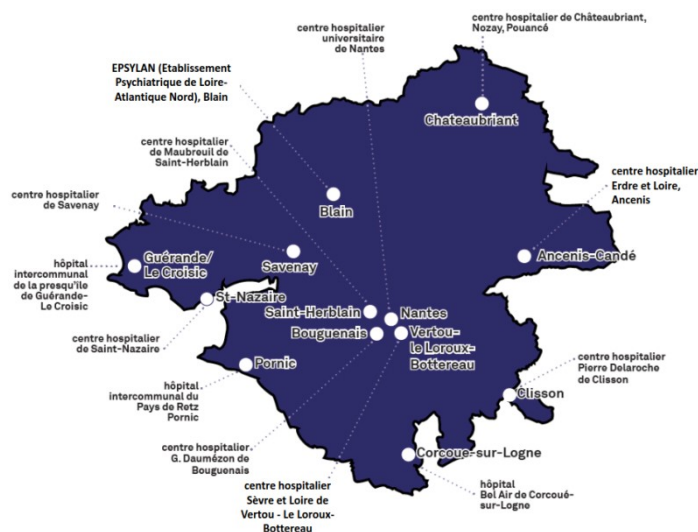 centre hospitalier
universitaire
de Nantes
centre hospitalier de Châteaubriant,
Nozay, Pouancé
EPSYLAN (Etablissement
Psychiatrique de Loire-
Atlantique Nord), Blain
Chateaubriant
centre hospitalier
de Maubreuil de
Saint-Herblain
centre hospitalier
Erdre et Loire,
Ancenis
centre hospitalier
de Savenay
Blain
hôpital
intercommunal
de la presqu'île
de Guérande-
Le Croisic
Guérande/
Le Croisic
Savenay
Ancenis-Candé
St-Nazaire
Saint-Herblain
Nantes
Bouguenais
Vertou-
le Loroux-
Bottereau
centre hospitalier
de Saint-Nazaire
Pornic
centre hospitalier
Pierre Delaroche
de Clisson
hôpital
intercommunal du
Pays de Retz
Pornic
Clisson
centre hospitalier
G. Daumézon de
Bouguenais
Corcoue-sur-Logne
centre hospitalier
Sèvre et Loire de
Vertou - Le Loroux-
Bottereau
hôpital
Bel Air de Corcoué-
sur-Logne